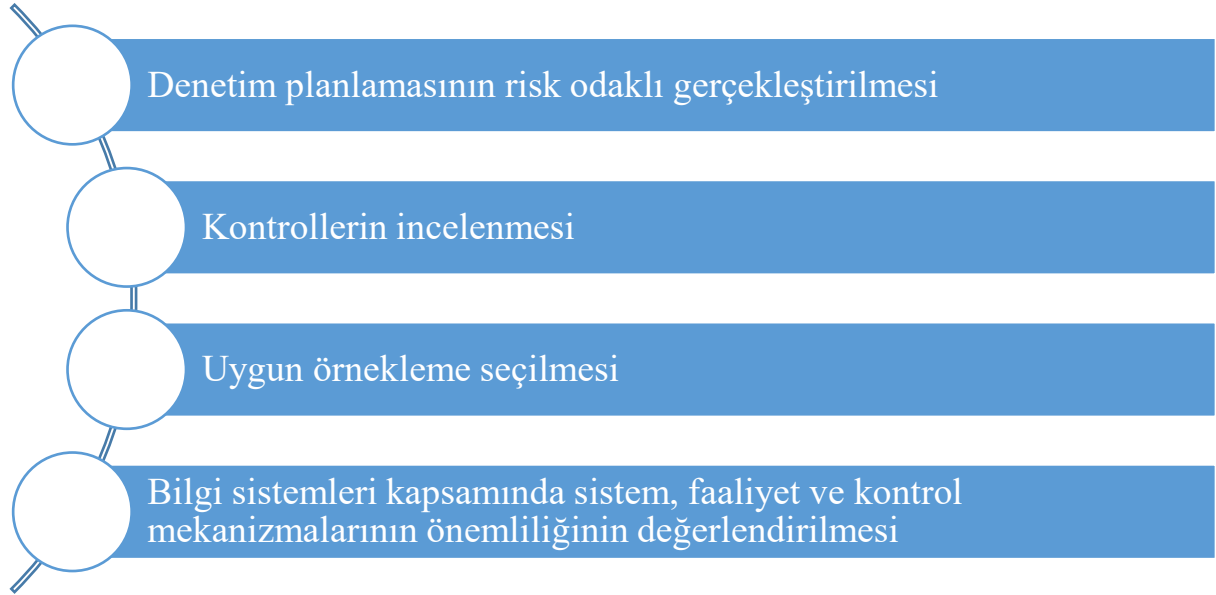 Denetim planlamasının risk odaklı gerçekleştirilmesi
Kontrollerin incelenmesi
Uygun örnekleme seçilmesi
Bilgi sistemleri kapsamında sistem, faaliyet ve kontrol
mekanizmalarının önemliliğinin değerlendirilmesi